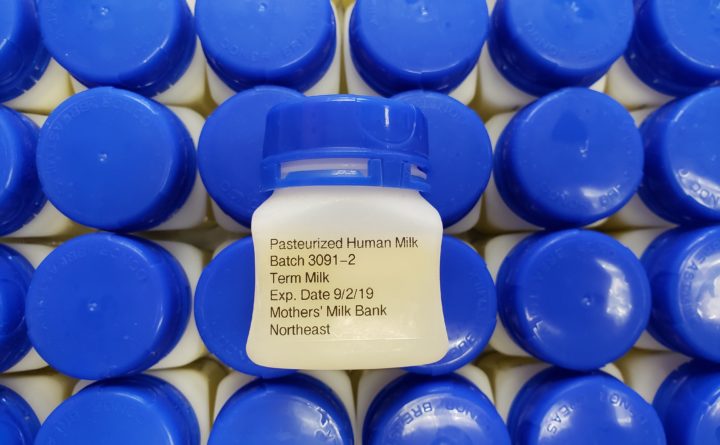 Pasteurized Human Milk
Batch 3091-2
Term Milk
Exp. Date 9/2/19
Mothers' Milk Bank
Northeast